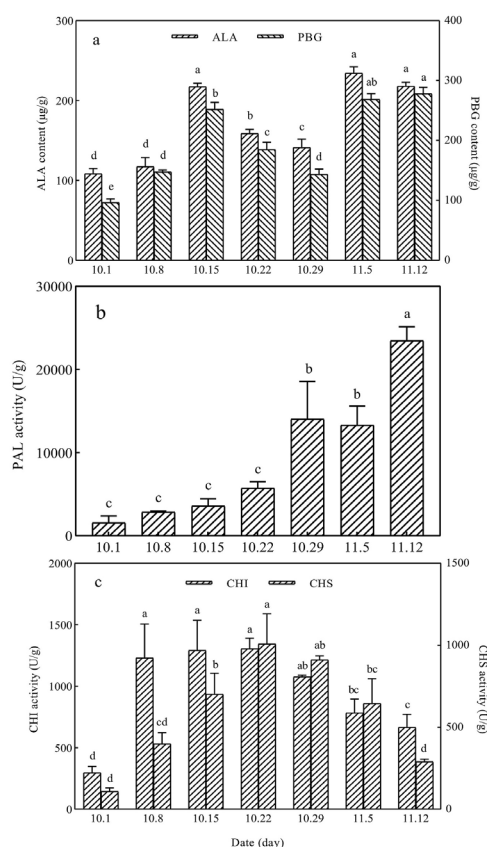 a
ALA
PBG
300
200
100
0
ALA content (μg/g)
400
300
200
100
0
PBG content (μg/g)
d
e
d
d
a
b
a
c
a
d
a
ab
a
a
10.1
10.8
10.15
10.22
10.29
11.5
11.12
b
30000
20000
10000
0
PAL activity (U/g)
c
c
c
c
b
b
a
10.1
10.8
10.15
10.22
10.29
11.5
11.12
c
CHI
CHS
2000
1500
1000
500
0
CHI activity (U/g)
1500
1000
500
0
CHS activity (U/g)
d
d
a
cd
a
b
a
a
ab
ab
bc
bc
c
d
10.1
10.8
10.15
10.22
10.29
11.5
11.12
Date (day)